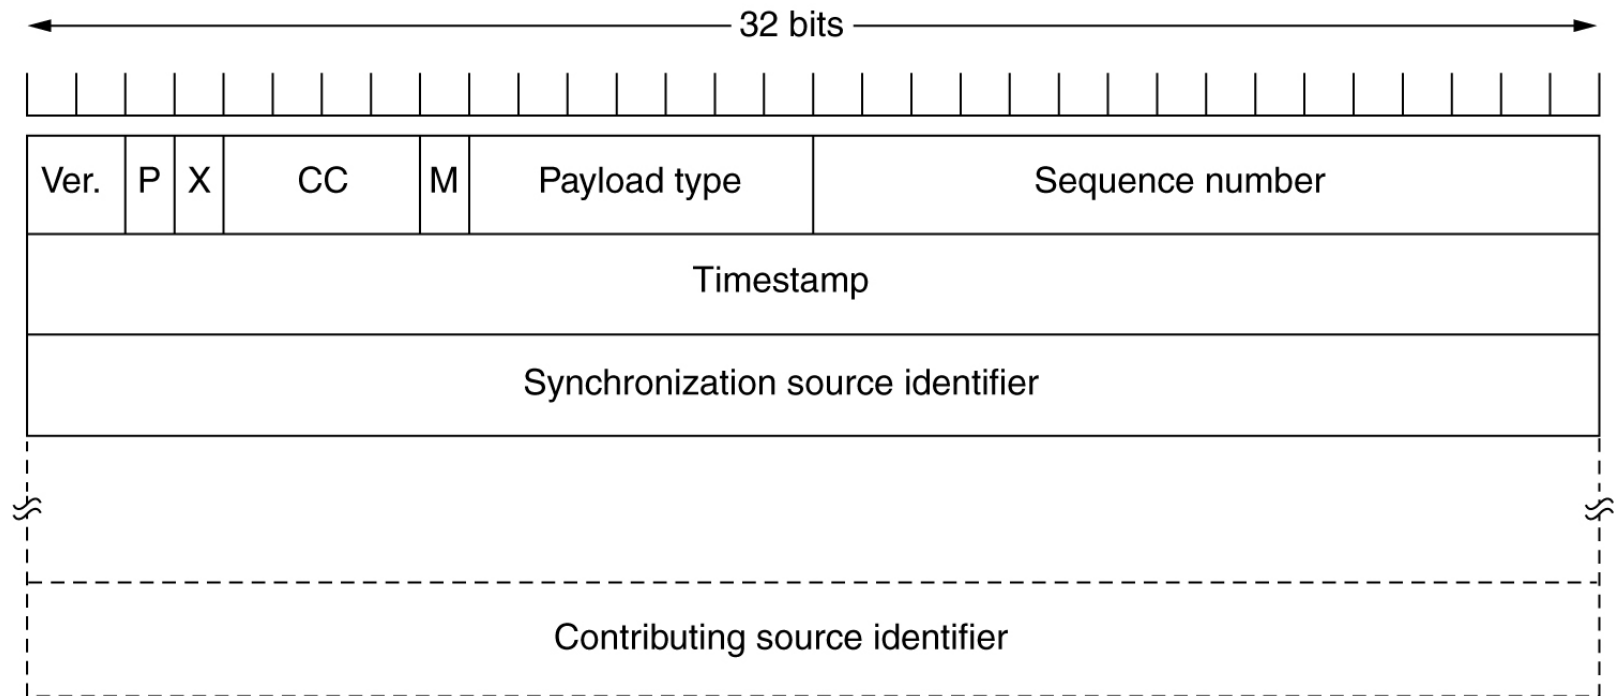 32 bits
Ver. P X CC M Payload type Sequence number
Timestamp
Synchronization source identifier
Contributing source identifier